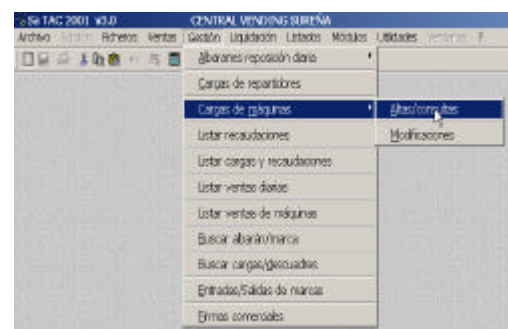 SeTAC 2001 v3.0 CENTRAL VENDING SUREÑA
Archivo Ficheros Ventas Gestión Liquidación Listados Módulos Utilidades ?
Albaranes reposición diaria
Cargas de repartidores
Cargas de máquinas
Altas/consultas
Listar recaudaciones
Modificaciones
Listar cargas y recaudaciones
Listar ventas diarias
Listar ventas de máquinas
Buscar albarán/marca
Buscar cargas/descuadres
Entradas/Salidas de marcas
Firmas comerciales